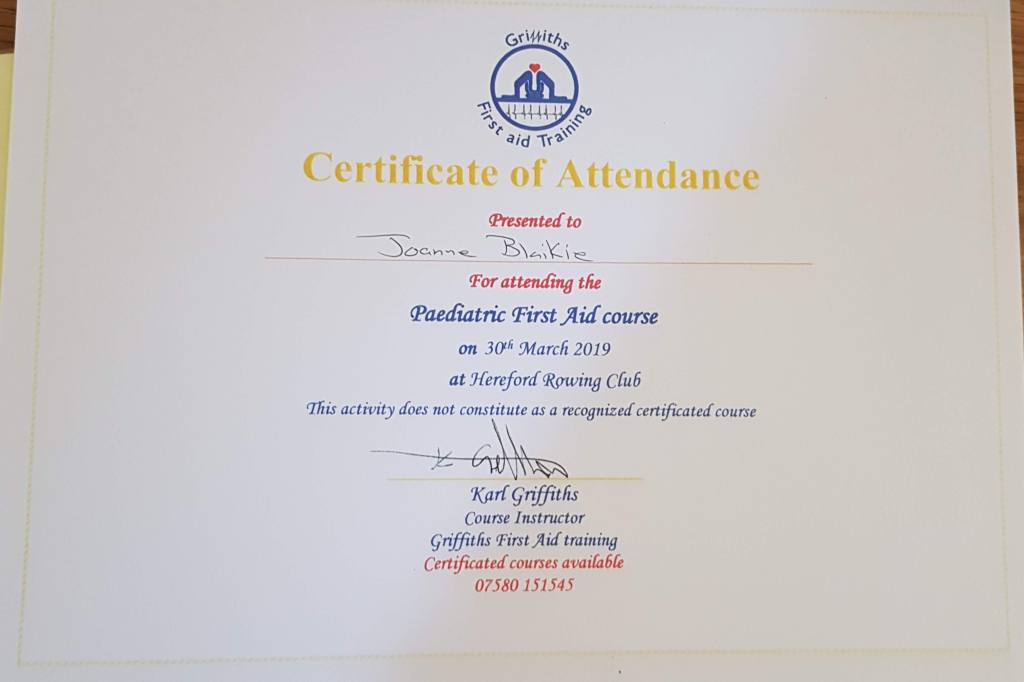 Griffiths
First aid Training
Certificate of Attendance
Presented to
Joanne Blaikie
For attending the
Paediatric First Aid course
on 30th March 2019
at Hereford Rowing Club
This activity does not constitute as a recognized certificated course
K Griffiths
Karl Griffiths
Course Instructor
Griffiths First Aid training
Certificated courses available
07580 151545